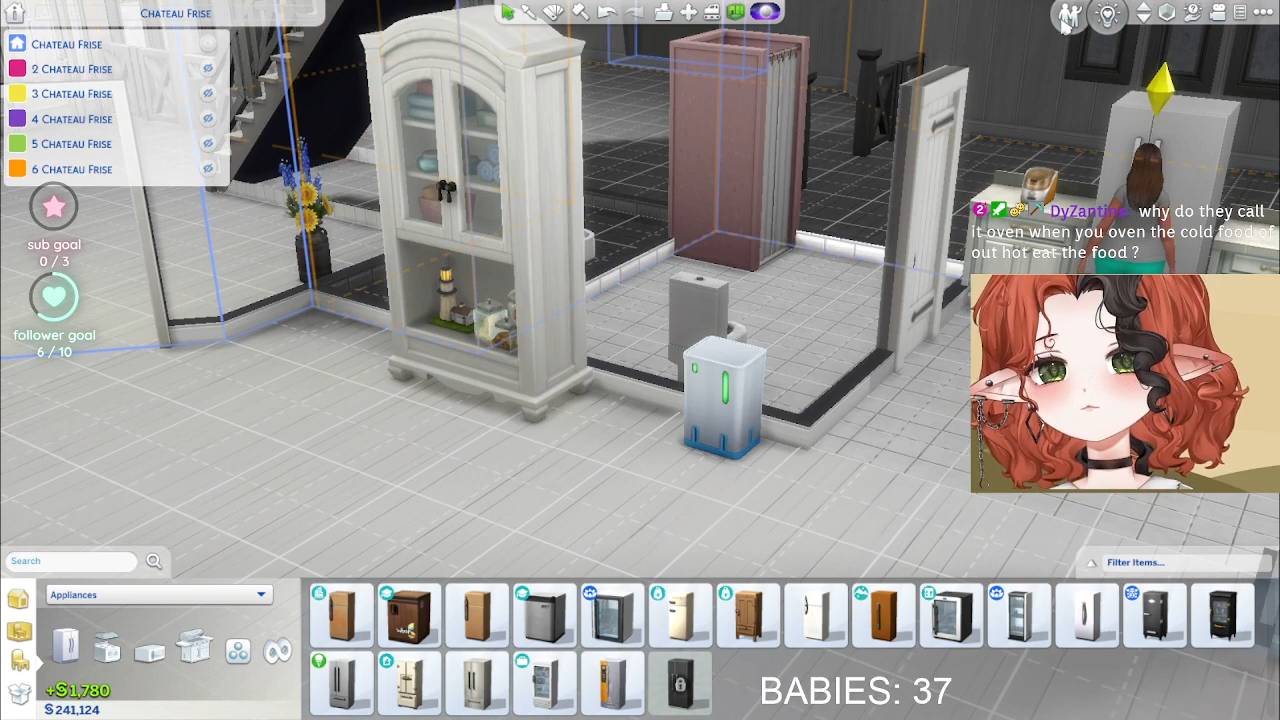 CHATEAU FRISE
CHATEAU FRISE
2 CHATEAU FRISE
3 CHATEAU FRISE
4 CHATEAU FRISE
5 CHATEAU FRISE
6 CHATEAU FRISE
sub goal
0 / 3
follower goal
6 / 10
2 DyZantine why do they call
it oven when you oven the cold food of
out hot eat the food ?
Search
Filter Items...
Appliances
+§1,780
§241,124
BABIES: 37